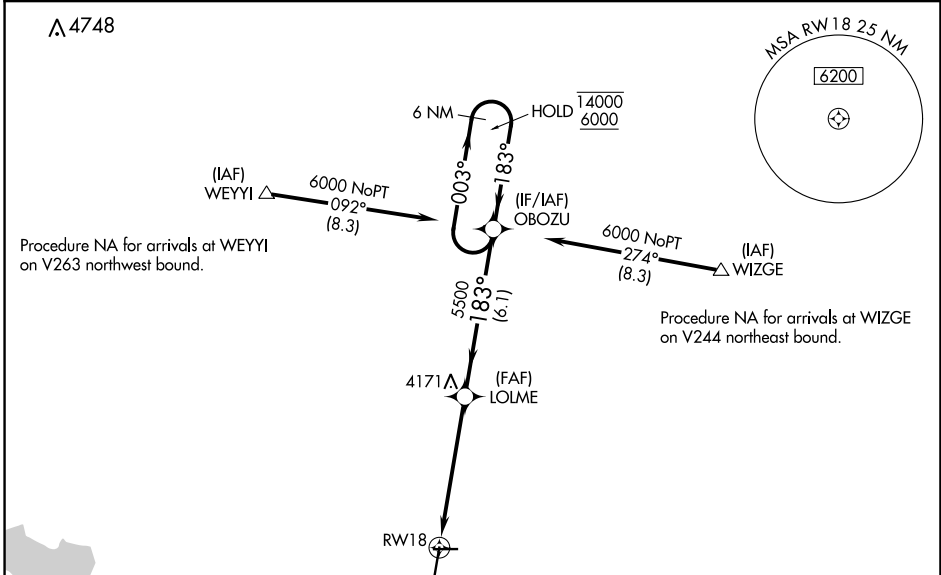 4748
MSA RW18 25 NM
6200
6 NM
HOLD
14000
6000
003°
183°
(IAF)
WEYYI
6000 NoPT
092°
(8.3)
(IF/IAF)
OBOZU
6000 NoPT
274°
(8.3)
(IAF)
WIZGE
Procedure NA for arrivals at WEYYI
on V263 northwest bound.
5500
183°
(6.1)
Procedure NA for arrivals at WIZGE
on V244 northeast bound.
4171
(FAF)
LOLME
RW18